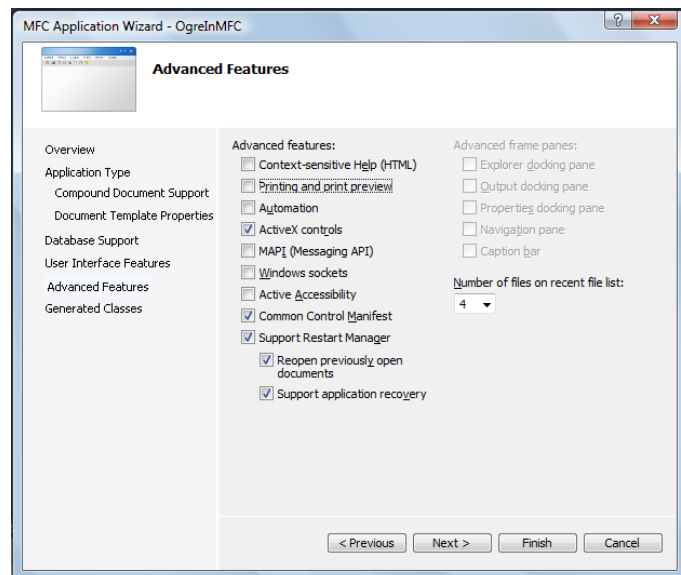 MFC Application Wizard - OgreInMFC
Advanced Features
Overview
Application Type
Compound Document Support
Document Template Properties
Database Support
User Interface Features
Advanced Features
Generated Classes
Advanced features:
Context-sensitive Help (HTML)
Printing and print preview
Automation
ActiveX controls
MAPI (Messaging API)
Windows sockets
Active Accessibility
Common Control Manifest
Support Restart Manager
Reopen previously open
documents
Support application recovery
Advanced frame panes:
Explorer docking pane
Output docking pane
Properties docking pane
Navigation pane
Caption bar
Number of files on recent file list:
4
< Previous
Next >
Finish
Cancel